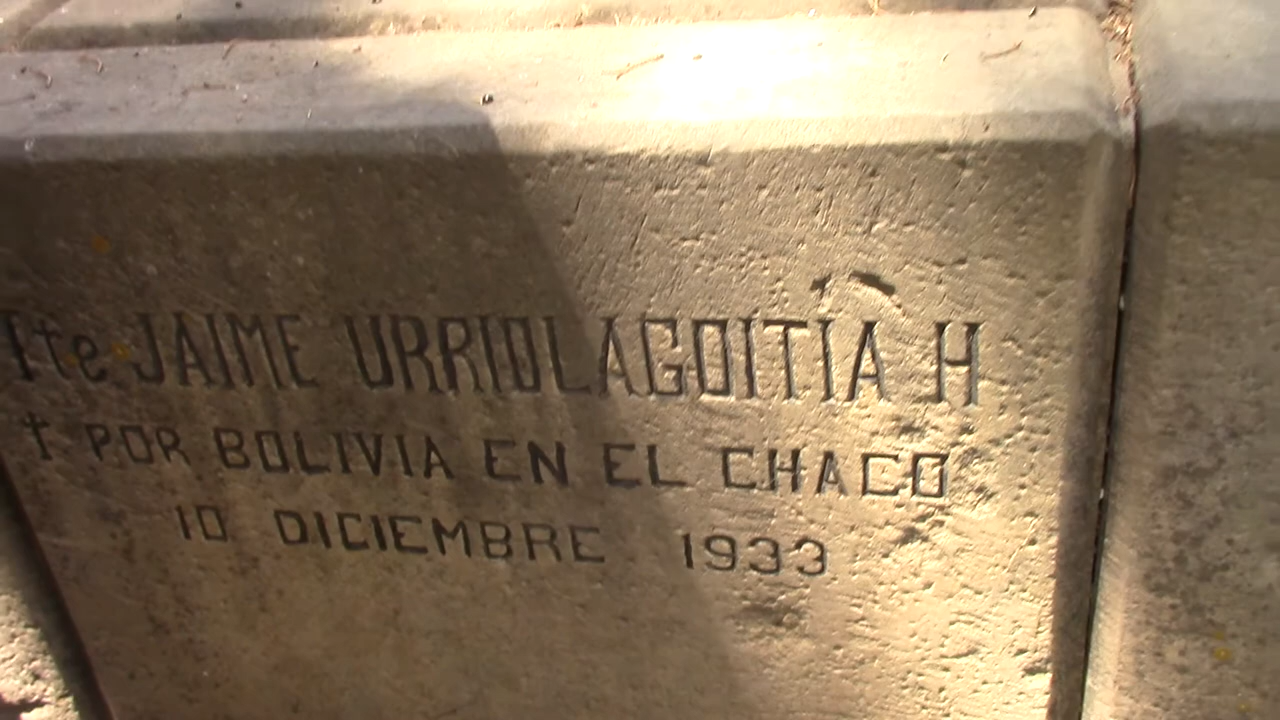 Tte JAIME URRIOLAGOITIA H
† POR BOLIVIA EN EL CHACO
10 DICIEMBRE 1933